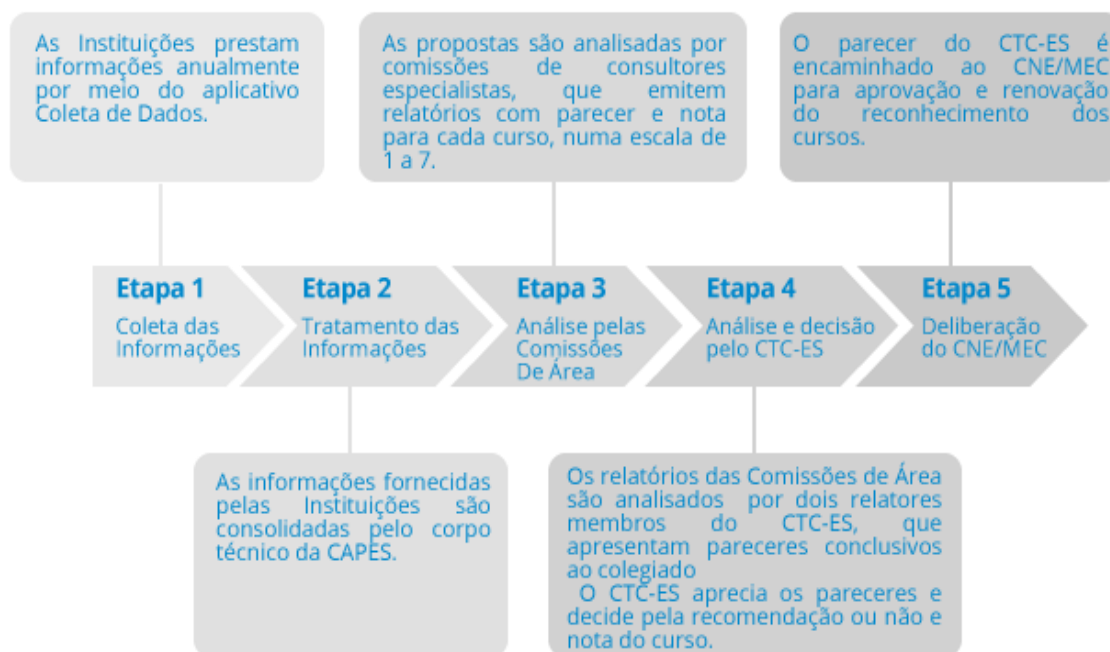 As Instituições prestam
informações anualmente
por meio do aplicativo
Coleta de Dados.
As propostas são analisadas por
comissões de consultores
especialistas, que emitem
relatórios com parecer e nota
para cada curso, numa escala de
1 a 7.
O parecer do CTC-ES é
encaminhado ao CNE/MEC
para aprovação e renovação
do reconhecimento dos
cursos.
Etapa 1
Coleta das
Informações
Etapa 2
Tratamento das
Informações
Etapa 3
Análise pelas
Comissões
De Área
Etapa 4
Análise e decisão
pelo CTC-ES
Etapa 5
Deliberação
do CNE/MEC
As informações fornecidas
pelas Instituições são
consolidadas pelo corpo
técnico da CAPES.
Os relatórios das Comissões de Área
são analisados por dois relatores
membros do CTC-ES, que
apresentam pareceres conclusivos
ao colegiado
O CTC-ES aprecia os pareceres e
decide pela recomendação ou não e
nota do curso.